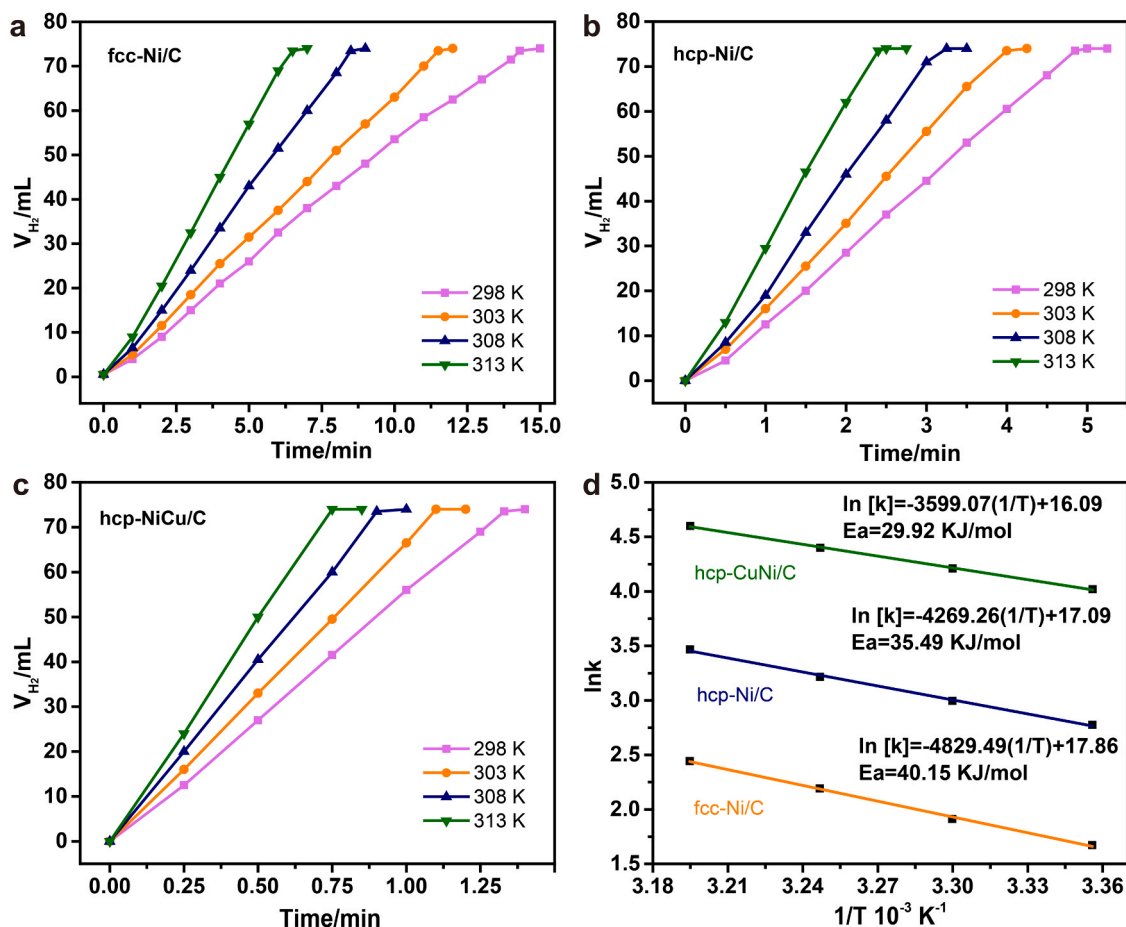 a
fcc-Ni/C
80
70
60
50
40
30
20
10
0
V_H2/mL
298 K
303 K
308 K
313 K
0.0 2.5 5.0 7.5 10.0 12.5 15.0
Time/min
b
hcp-Ni/C
80
70
60
50
40
30
20
10
0
V_H2/mL
298 K
303 K
308 K
313 K
0 1 2 3 4 5
Time/min
c
hcp-NiCu/C
80
70
60
50
40
30
20
10
0
V_H2/mL
298 K
303 K
308 K
313 K
0.00 0.25 0.50 0.75 1.00 1.25
Time/min
d
5.0
4.5
4.0
3.5
3.0
2.5
2.0
1.5
lnk
ln [k]=-3599.07(1/T)+16.09
Ea=29.92 KJ/mol
hcp-CuNi/C
ln [k]=-4269.26(1/T)+17.09
Ea=35.49 KJ/mol
hcp-Ni/C
ln [k]=-4829.49(1/T)+17.86
Ea=40.15 KJ/mol
fcc-Ni/C
3.18 3.21 3.24 3.27 3.30 3.33 3.36
1/T 10⁻³ K⁻¹